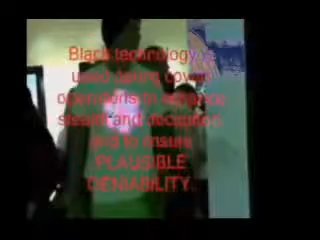 Black technology is
used during covert
operations to enhance
stealth and deception
and to insure
PLAUSIBLE
DENIABILITY.